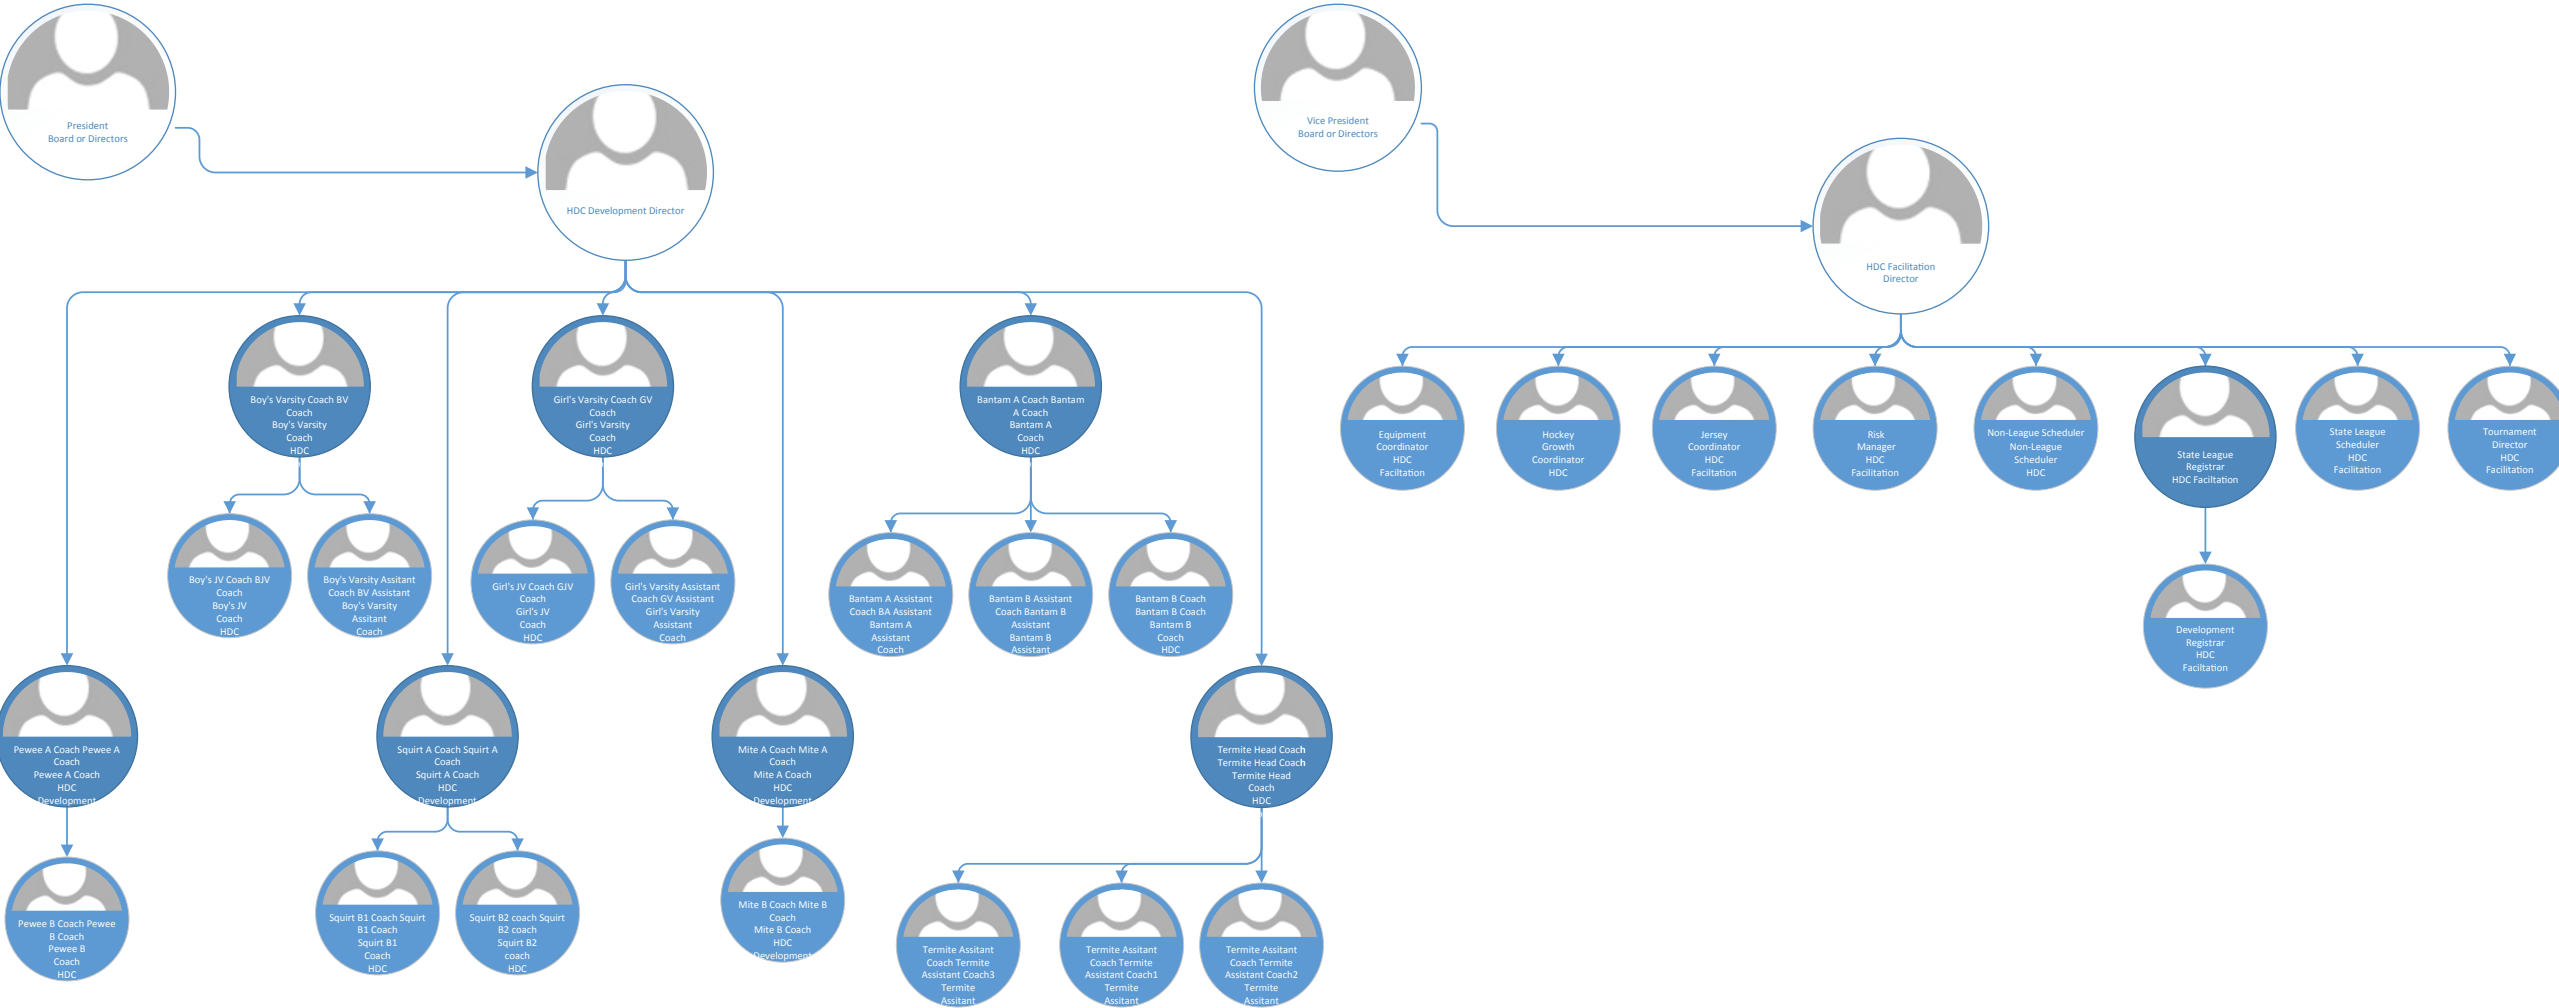 President
Board or Directors
HDC Development Director
Vice President
Board or Directors
HDC Facilitation
Director
Boy's Varsity Coach BV
Coach
Boy's Varsity
Coach
HDC
Girl's Varsity Coach GV
Coach
Girl's Varsity
Coach
HDC
Bantam A Coach Bantam
A Coach
Bantam A
Coach
HDC
Equipment
Coordinator
HDC
Faciltation
Hockey
Growth
Coordinator
HDC
Jersey
Coordinator
HDC
Facilitation
Risk
Manager
HDC
Facilitation
Non-League Scheduler
Non-League
Scheduler
HDC
State League
Registrar
HDC Faciltation
State League
Scheduler
HDC
Facilitation
Tournament
Director
HDC
Facilitation
Boy's JV Coach BJV
Coach
Boy's JV
Coach
HDC
Boy's Varsity Assitant
Coach BV Assistant
Boy's Varsity
Assitant
Coach
Girl's JV Coach GJV
Coach
Girl's JV
Coach
HDC
Girl's Varsity Assistant
Coach GV Assistant
Girl's Varsity
Assistant
Coach
Bantam A Assistant
Coach BA Assistant
Bantam A
Assistant
Coach
Bantam B Assistant
Coach Bantam B
Assistant
Bantam B
Assistant
Bantam B Coach
Bantam B Coach
Bantam B
Coach
HDC
Development
Registrar
HDC
Faciltation
Pewee A Coach Pewee A
Coach
Pewee A Coach
HDC
Development
Squirt A Coach Squirt A
Coach
Squirt A Coach
HDC
Development
Mite A Coach Mite A
Coach
Mite A Coach
HDC
Development
Termite Head Coach
Termite Head Coach
Termite Head
Coach
HDC
Pewee B Coach Pewee
B Coach
Pewee B
Coach
HDC
Squirt B1 Coach Squirt
B1 Coach
Squirt B1
Coach
HDC
Squirt B2 coach Squirt
B2 coach
Squirt B2
coach
HDC
Mite B Coach Mite B
Coach
Mite B Coach
HDC
Development
Termite Assitant
Coach Termite
Assistant Coach3
Termite
Assitant
Termite Assitant
Coach Termite
Assistant Coach1
Termite
Assitant
Termite Assitant
Coach Termite
Assistant Coach2
Termite
Assitant